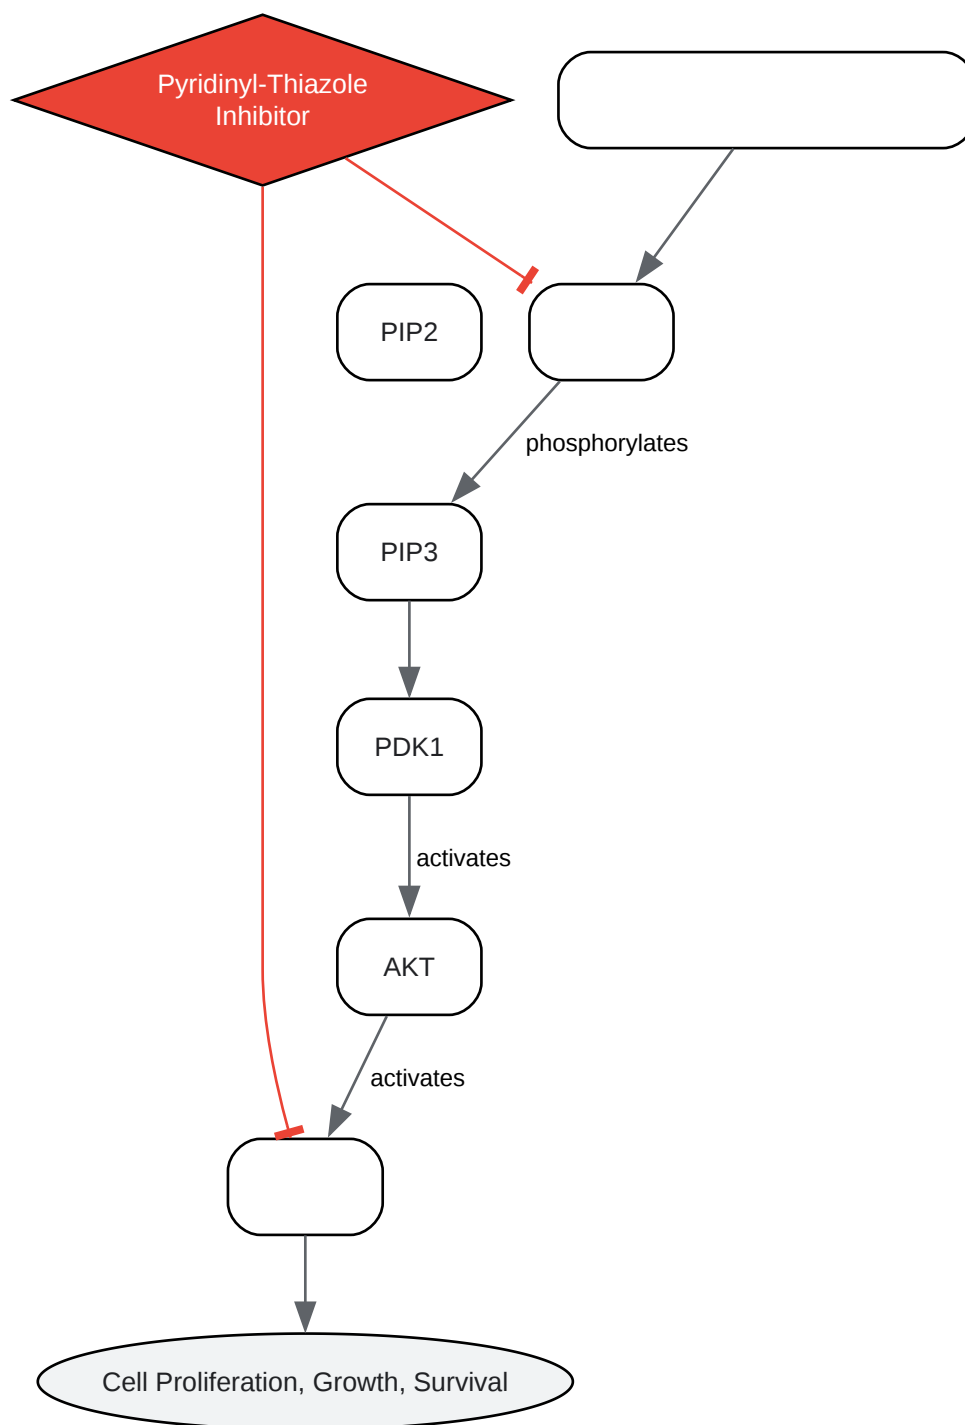 Pyridinyl-Thiazole
Inhibitor
PIP2
phosphorylates
PIP3
PDK1
activates
AKT
activates
Cell Proliferation, Growth, Survival